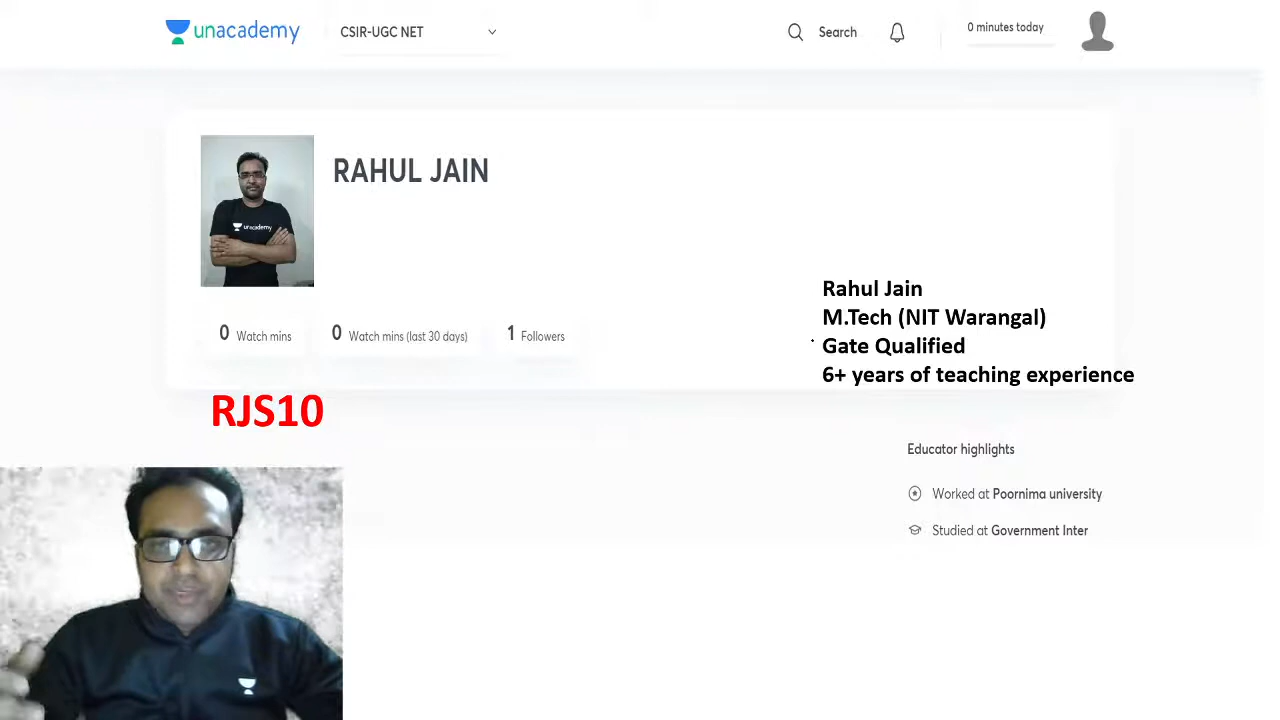 unacademy
CSIR-UGC NET
Search
0 minutes today
unacademy
RAHUL JAIN
0 Watch mins
0 Watch mins (last 30 days)
1 Followers
Rahul Jain
M.Tech (NIT Warangal)
Gate Qualified
6+ years of teaching experience
RJS10
Educator highlights
Worked at Poornima university
Studied at Government Inter